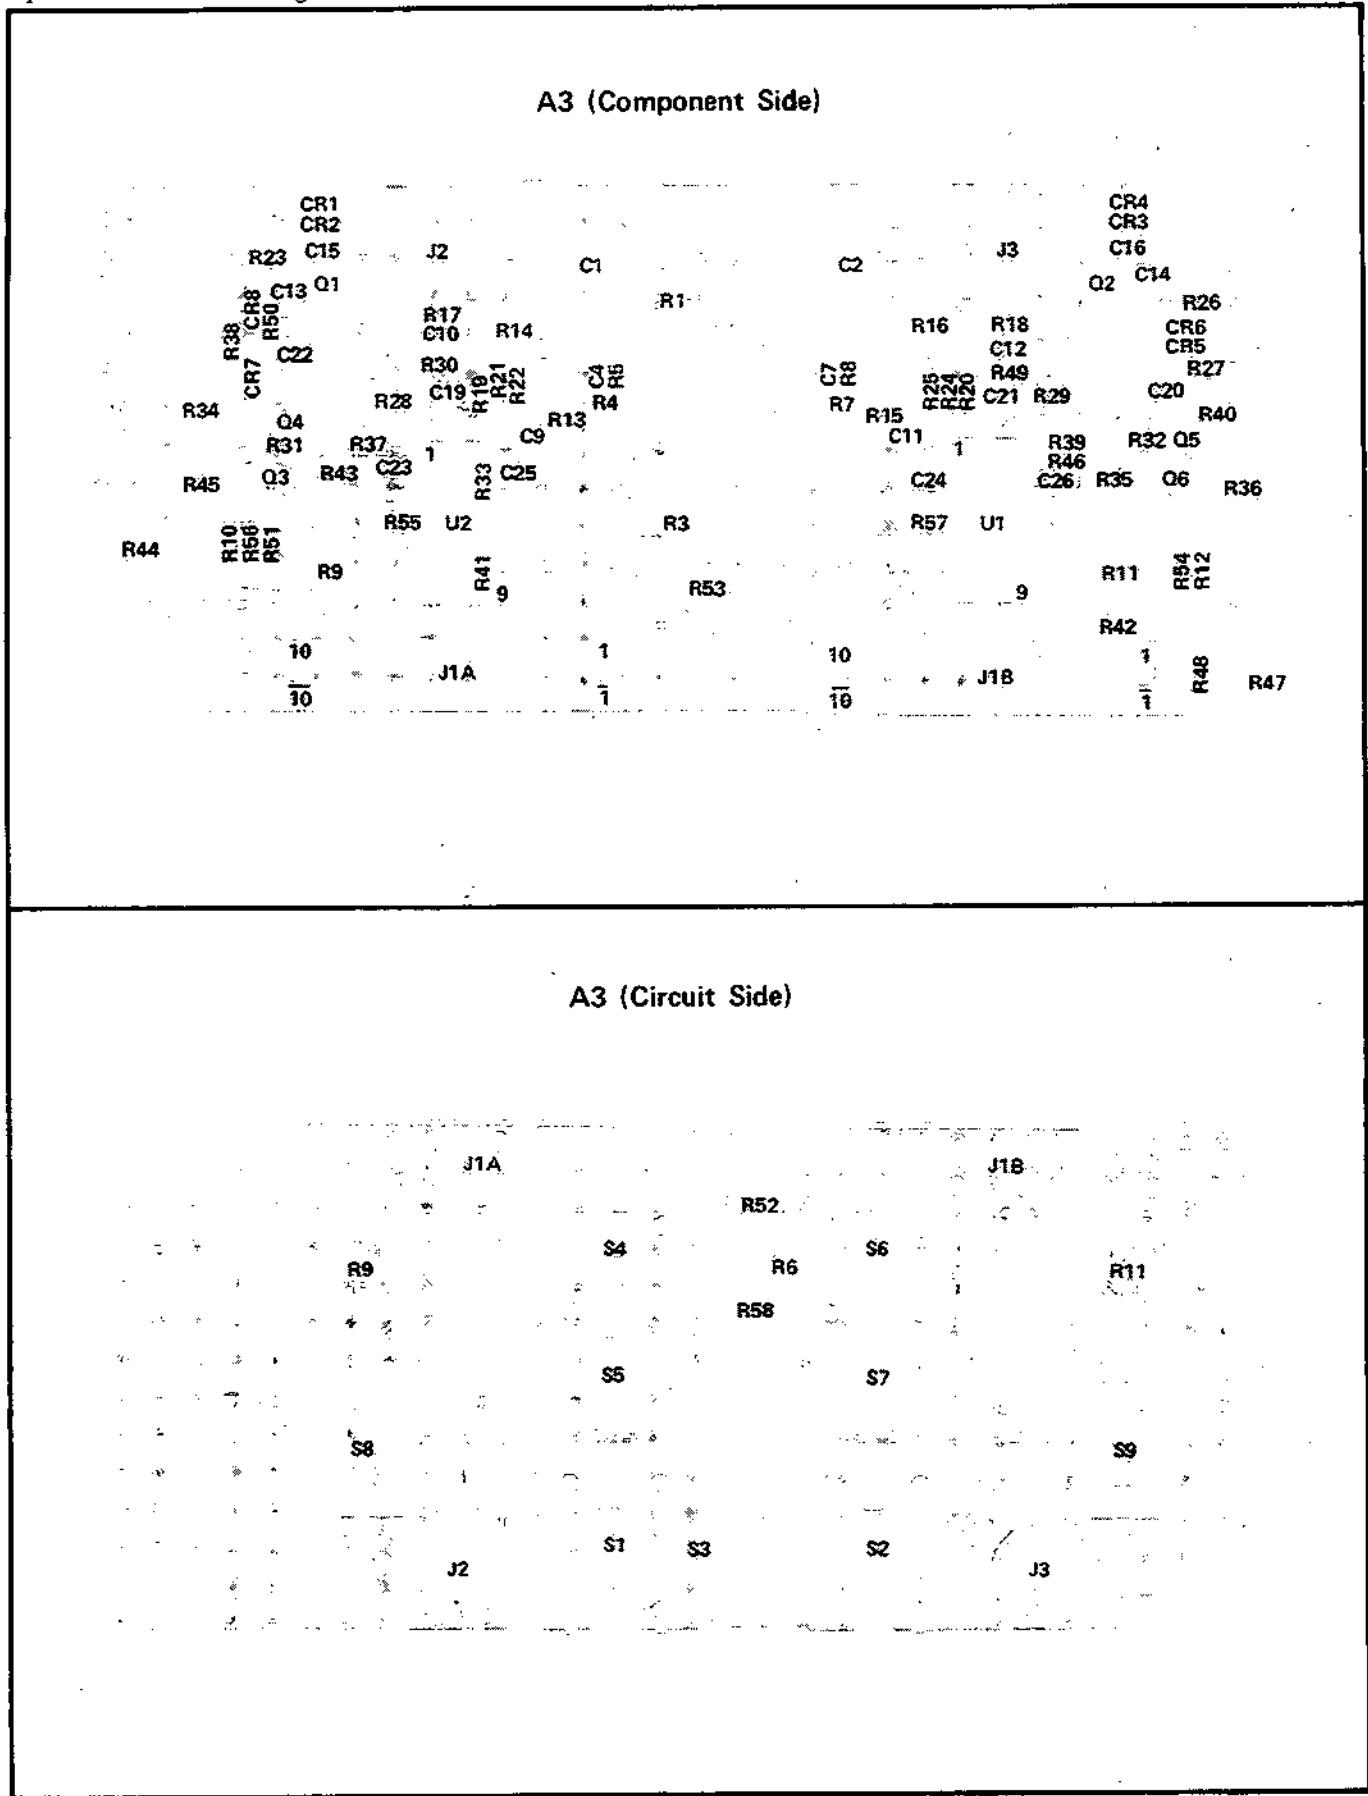 A3 (Component Side)
CR1 CR4
CR2 CR3
R23 C15 J2 C1 C2 J3 C16
C13 Q1 Q2 C14
CR8 R50 R1 R26
R38 R17 R14 R16 R18 CR6
C10
C22 C12 CR5
CR7 R30 R21 R22 C4 R5 C7 R8 R49 R27
C19 R19 R25 R24 R20 C21 R29 C20
R34 R28 R4 R7 R40
Q4 R13 R15
R31 R37 1 C9 C11 1 R39 R32 Q5
C23 R46
R45 Q3 R43 R33 C25 C24 C26 R35 Q6 R36
R55 U2 R3 R57 U1
R44 R10 R56 R51
R9 R41 R11 R54 R12
9 R53 9
R42
10 1 10 1
J1A J1B R48 R47
10 1 10 1
A3 (Circuit Side)
J1A J1B
R52
S4 S6
R9 R6 R11
R58
S5 S7
S8 S9
S1 S3 S2
J2 J3